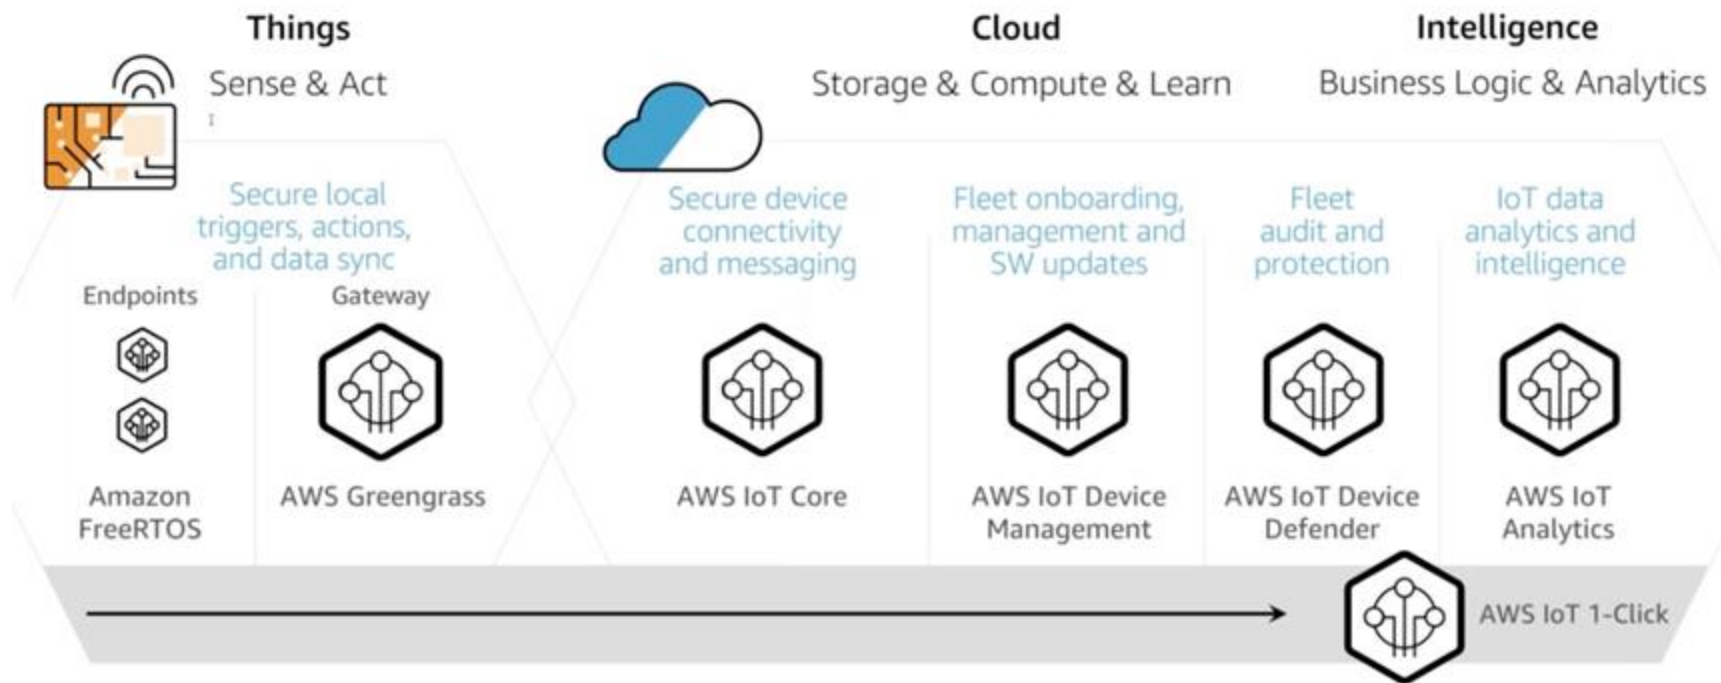 Things
Sense & Act
Cloud
Storage & Compute & Learn
Intelligence
Business Logic & Analytics
Secure local
triggers, actions,
and data sync
Endpoints
Gateway
Secure device
connectivity
and messaging
Fleet onboarding,
management and
SW updates
Fleet
audit and
protection
IoT data
analytics and
intelligence
Amazon
FreeRTOS
AWS Greengrass
AWS IoT Core
AWS IoT Device
Management
AWS IoT Device
Defender
AWS IoT
Analytics
AWS IoT 1-Click